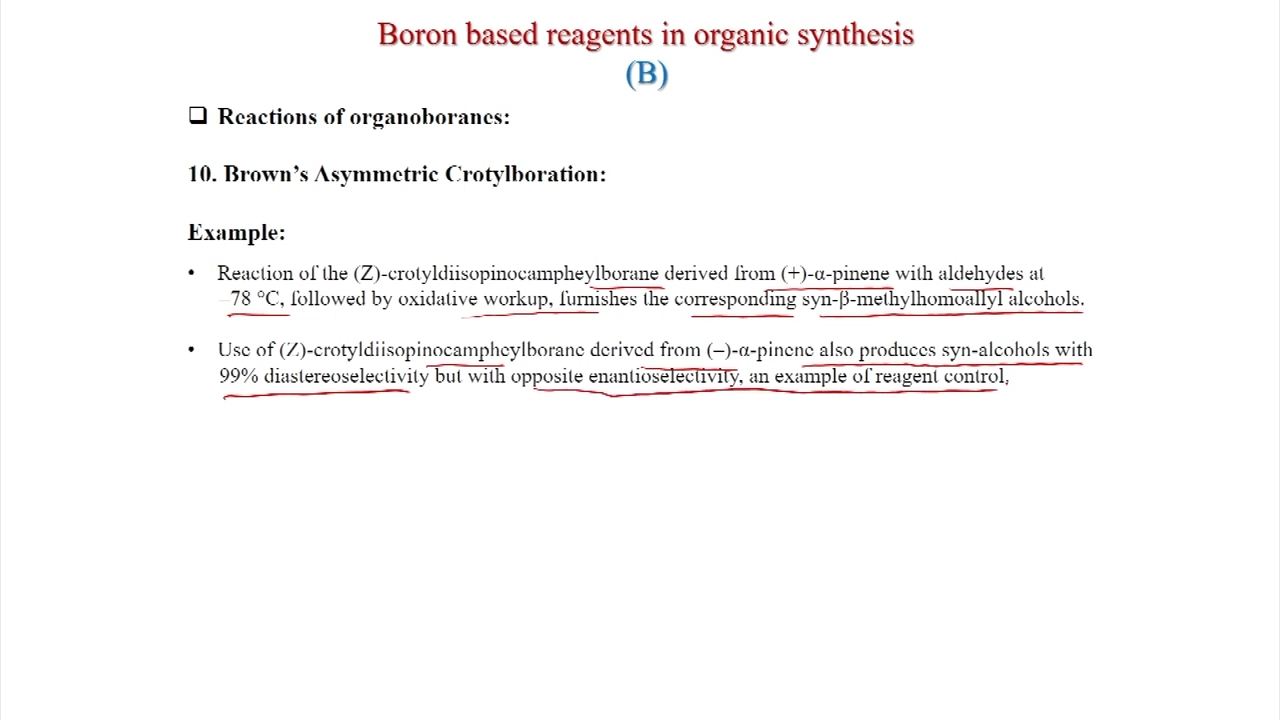 Boron based reagents in organic synthesis
(B)
❑ Reactions of organoboranes:
10. Brown's Asymmetric Crotylboration:
Example:
• Reaction of the (Z)-crotyldiisopinocampheylborane derived from (+)-α-pinene with aldehydes at
–78 °C, followed by oxidative workup, furnishes the corresponding syn-β-methylhomoallyl alcohols.
• Use of (Z)-crotyldiisopinocampheylborane derived from (–)-α-pinene also produces syn-alcohols with
99% diastereoselectivity but with opposite enantioselectivity, an example of reagent control,